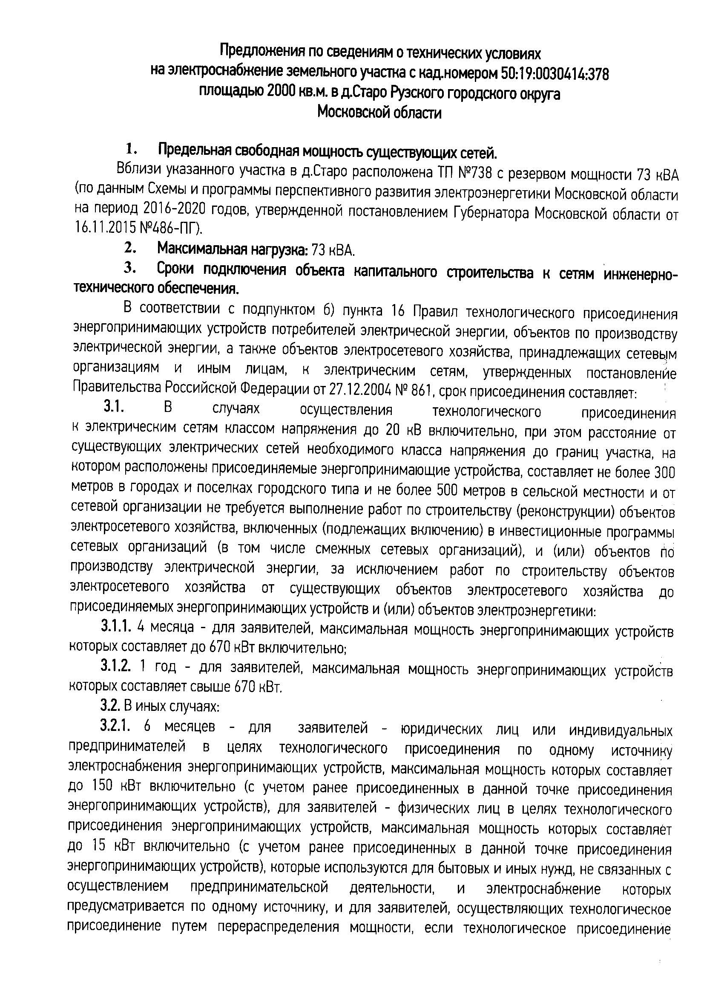 Предложения по сведениям о технических условиях
на электроснабжение земельного участка с кад.номером 50:19:0030414:378
площадью 2000 кв.м. в д.Старо Рузского городского округа
Московской области
1. Предельная свободная мощность существующих сетей.
Вблизи указанного участка в д.Старо расположена ТП №738 с резервом мощности 73 кВА
(по данным Схемы и программы перспективного развития электроэнергетики Московской области
на период 2016-2020 годов, утвержденной постановлением Губернатора Московской области от
16.11.2015 №486-ПГ).
2. Максимальная нагрузка: 73 кВА.
3. Сроки подключения объекта капитального строительства к сетям инженерно-
технического обеспечения.
В соответствии с подпунктом б) пункта 16 Правил технологического присоединения
энергопринимающих устройств потребителей электрической энергии, объектов по производству
электрической энергии, а также объектов электросетевого хозяйства, принадлежащих сетевым
организациям и иным лицам, к электрическим сетям, утвержденных постановление
Правительства Российской Федерации от 27.12.2004 № 861, срок присоединения составляет:
3.1. В случаях осуществления технологического присоединения
к электрическим сетям классом напряжения до 20 кВ включительно, при этом расстояние от
существующих электрических сетей необходимого класса напряжения до границ участка, на
котором расположены присоединяемые энергопринимающие устройства, составляет не более 300
метров в городах и поселках городского типа и не более 500 метров в сельской местности и от
сетевой организации не требуется выполнение работ по строительству (реконструкции) объектов
электросетевого хозяйства, включенных (подлежащих включению) в инвестиционные программы
сетевых организаций (в том числе смежных сетевых организаций), и (или) объектов по
производству электрической энергии, за исключением работ по строительству объектов
электросетевого хозяйства от существующих объектов электросетевого хозяйства до
присоединяемых энергопринимающих устройств и (или) объектов электроэнергетики:
3.1.1. 4 месяца - для заявителей, максимальная мощность энергопринимающих устройств
которых составляет до 670 кВт включительно;
3.1.2. 1 год - для заявителей, максимальная мощность энергопринимающих устройств
которых составляет свыше 670 кВт.
3.2. В иных случаях:
3.2.1. 6 месяцев - для заявителей - юридических лиц или индивидуальных
предпринимателей в целях технологического присоединения по одному источнику
электроснабжения энергопринимающих устройств, максимальная мощность которых составляет
до 150 кВт включительно (с учетом ранее присоединенных в данной точке присоединения
энергопринимающих устройств), для заявителей - физических лиц в целях технологического
присоединения энергопринимающих устройств, максимальная мощность которых составляет
до 15 кВт включительно (с учетом ранее присоединенных в данной точке присоединения
энергопринимающих устройств), которые используются для бытовых и иных нужд, не связанных с
осуществлением предпринимательской деятельности, и электроснабжение которых
предусматривается по одному источнику, и для заявителей, осуществляющих технологическое
присоединение путем перераспределения мощности, если технологическое присоединение